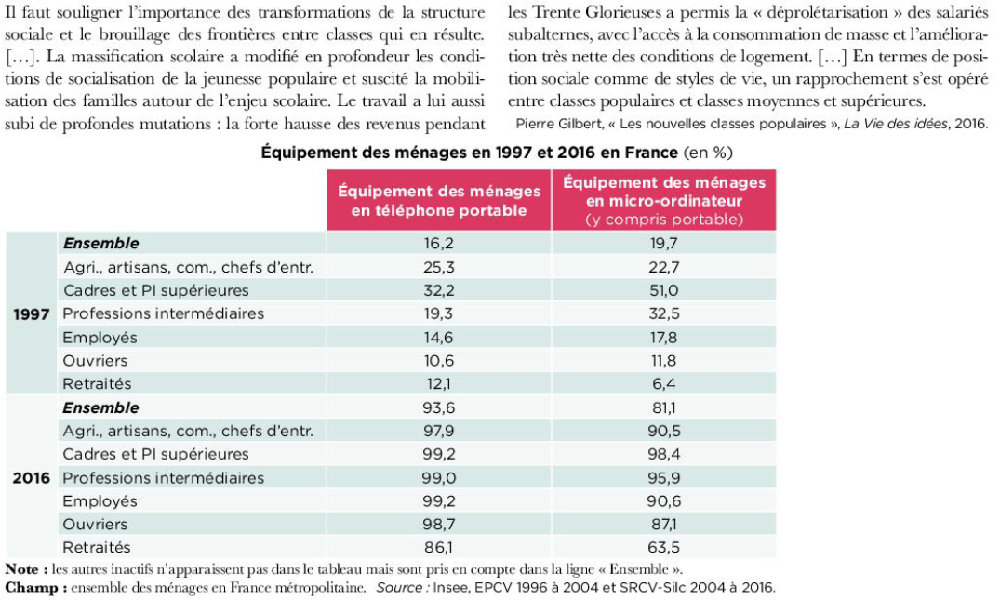 Il faut souligner l'importance des transformations de la structure
sociale et le brouillage des frontières entre classes qui en résulte.
[…]. La massification scolaire a modifié en profondeur les condi-
tions de socialisation de la jeunesse populaire et suscité la mobili-
sation des familles autour de l'enjeu scolaire. Le travail a lui aussi
subi de profondes mutations : la forte hausse des revenus pendant
les Trente Glorieuses a permis la « déprolétarisation » des salariés
subalternes, avec l'accès à la consommation de masse et l'améliora-
tion très nette des conditions de logement. […] En termes de posi-
tion sociale comme de styles de vie, un rapprochement s'est opéré
entre classes populaires et classes moyennes et supérieures.
Pierre Gilbert, « Les nouvelles classes populaires », La Vie des idées, 2016.
Équipement des ménages en 1997 et 2016 en France (en %)
Équipement des ménages
en téléphone portable
Équipement des ménages
en micro-ordinateur
(y compris portable)
1997
Ensemble 16,2 19,7
Agri., artisans, com., chefs d'entr. 25,3 22,7
Cadres et PI supérieures 32,2 51,0
Professions intermédiaires 19,3 32,5
Employés 14,6 17,8
Ouvriers 10,6 11,8
Retraités 12,1 6,4
2016
Ensemble 93,6 81,1
Agri., artisans, com., chefs d'entr. 97,9 90,5
Cadres et PI supérieures 99,2 98,4
Professions intermédiaires 99,0 95,9
Employés 99,2 90,6
Ouvriers 98,7 87,1
Retraités 86,1 63,5
Note : les autres inactifs n'apparaissent pas dans le tableau mais sont pris en compte dans la ligne « Ensemble ».
Champ : ensemble des ménages en France métropolitaine. Source : Insee, EPCV 1996 à 2004 et SRCV-Silc 2004 à 2016.